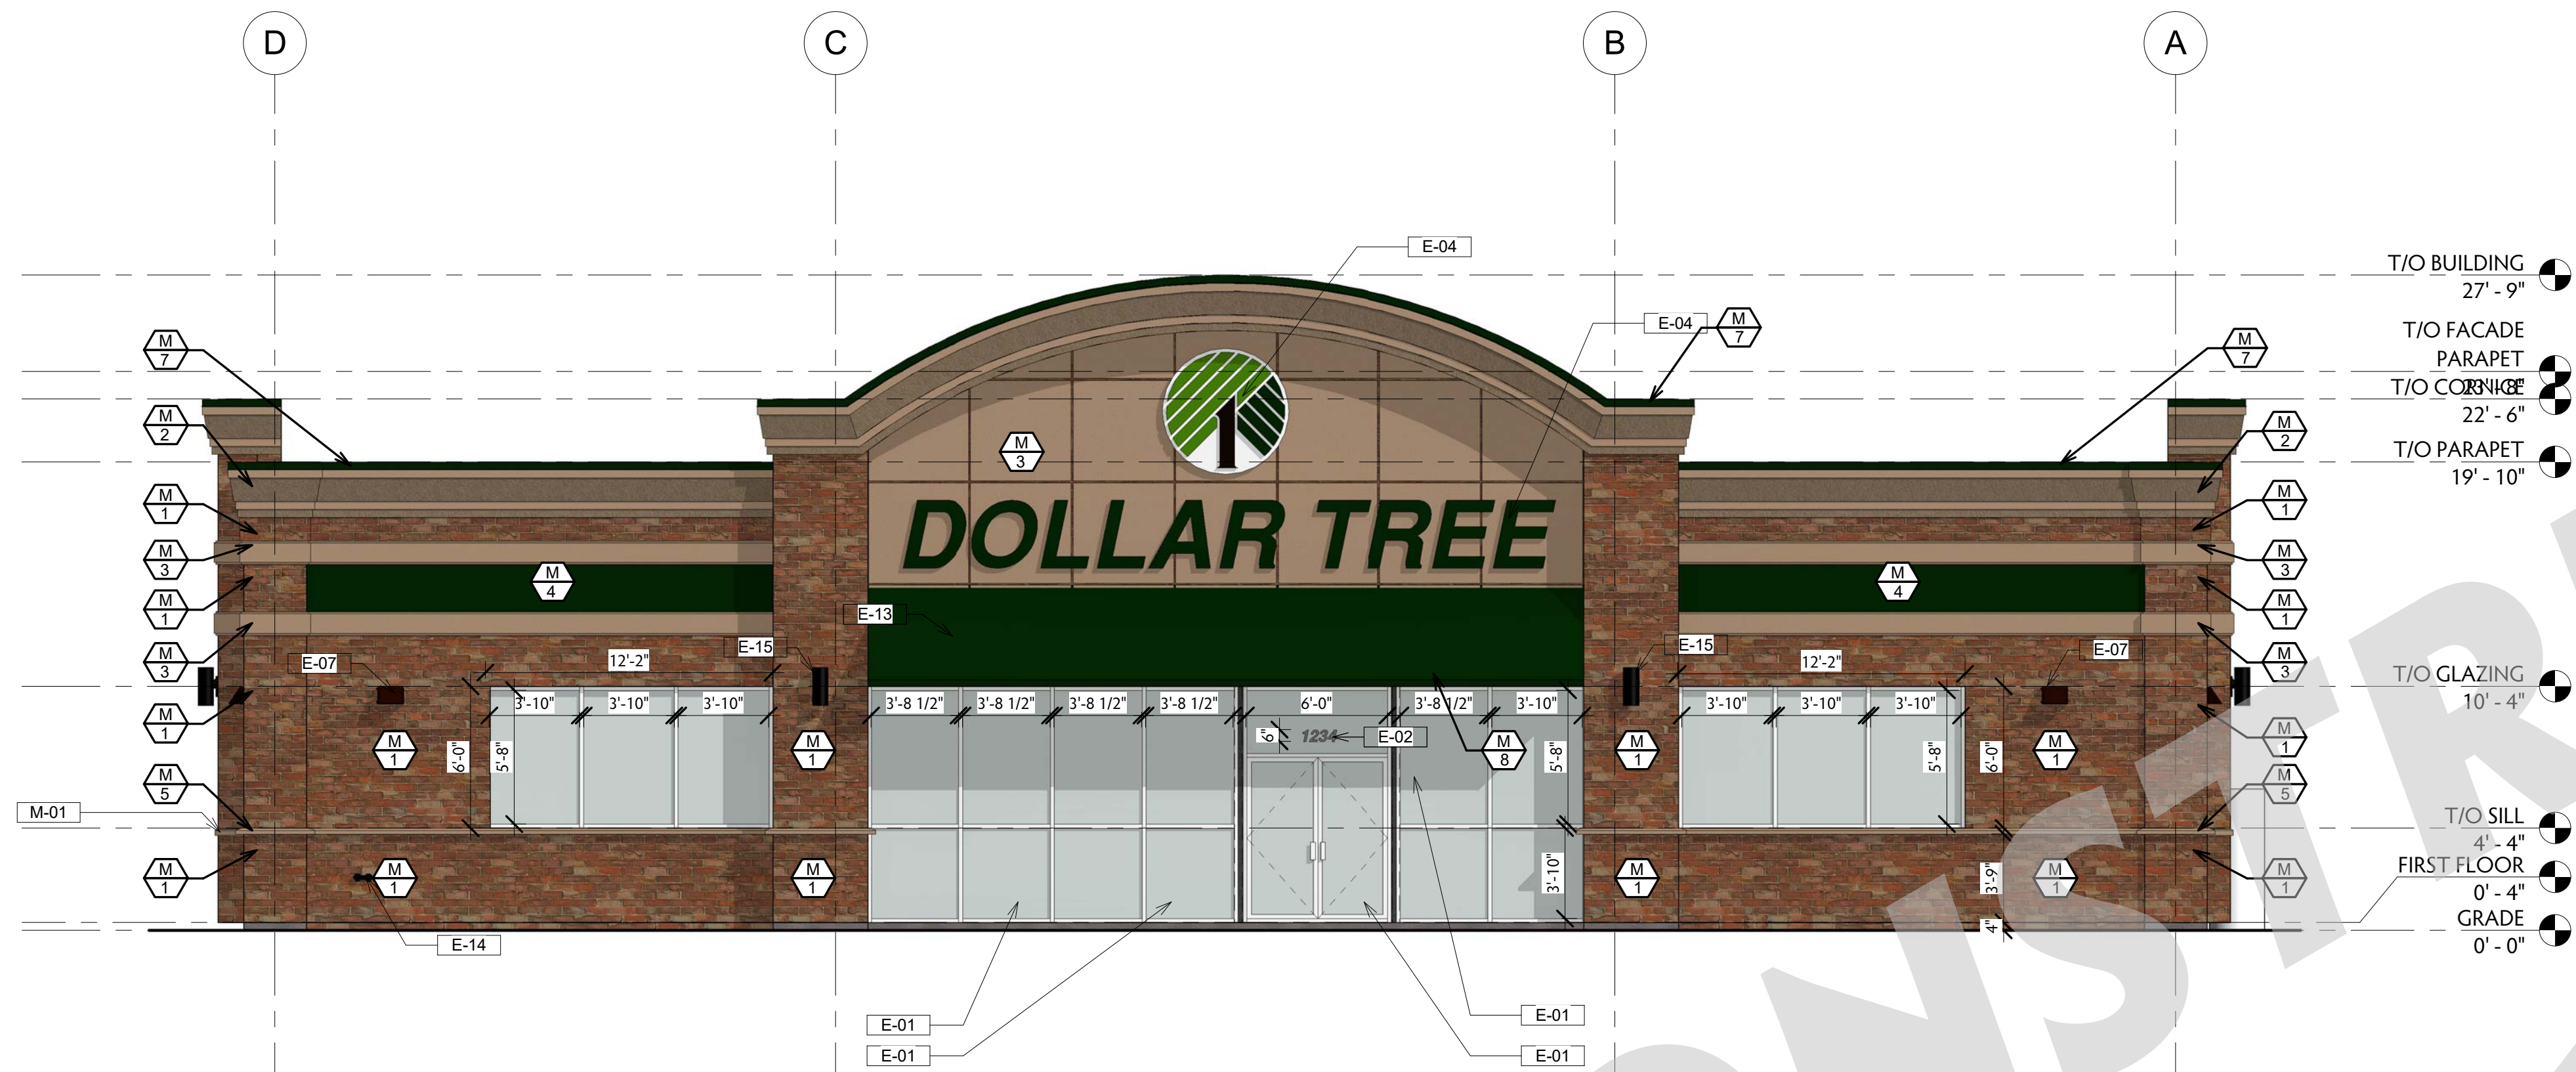 D
C
B
A
E-04
T/O BUILDING
27' - 9"
E-04
M
7
M
7
M
7
T/O FACADE
PARAPET
23' - 8"
T/O CORNICE
22' - 6"
M
2
M
2
M
3
T/O PARAPET
19' - 10"
1
M
1
M
1
DOLLAR TREE
M
3
M
3
M
4
M
4
M
1
M
1
E-13
M
3
M
3
E-07
12'-2"
E-15
E-15
12'-2"
E-07
T/O GLAZING
10' - 4"
3'-10"
3'-10"
3'-10"
3'-8 1/2"
3'-8 1/2"
3'-8 1/2"
3'-8 1/2"
6'-0"
3'-8 1/2"
3'-10"
3'-10"
3'-10"
3'-10"
M
1
M
1
6"
1234
E-02
M
1
6'-0"
5'-8"
M
1
M
8
5'-8"
M
1
5'-8"
6'-0"
M
1
M
5
M
5
M-01
T/O SILL
4' - 4"
M
1
M
1
M
1
3'-10"
M
1
3'-9"
M
1
M
1
FIRST FLOOR
0' - 4"
4"
GRADE
0' - 0"
E-14
E-01
E-01
E-01
E-01
NSTR